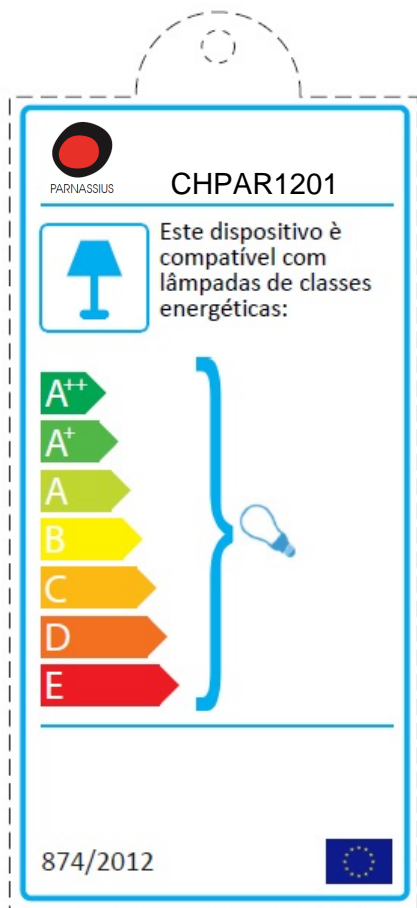 PARNASSIUS
CHPAR1201
Este dispositivo è
compatível com
lâmpadas de classes
energéticas:
A++
A+
A
B
C
D
E
874/2012